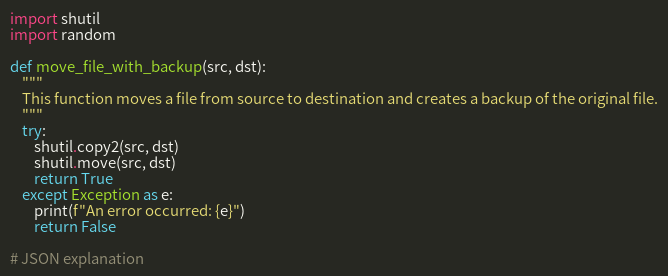 import shutil
import random

def move_file_with_backup(src, dst):
    """
    This function moves a file from source to destination and creates a backup of the original file.
    """
    try:
        shutil.copy2(src, dst)
        shutil.move(src, dst)
        return True
    except Exception as e:
        print(f"An error occurred: {e}")
        return False

# JSON explanation